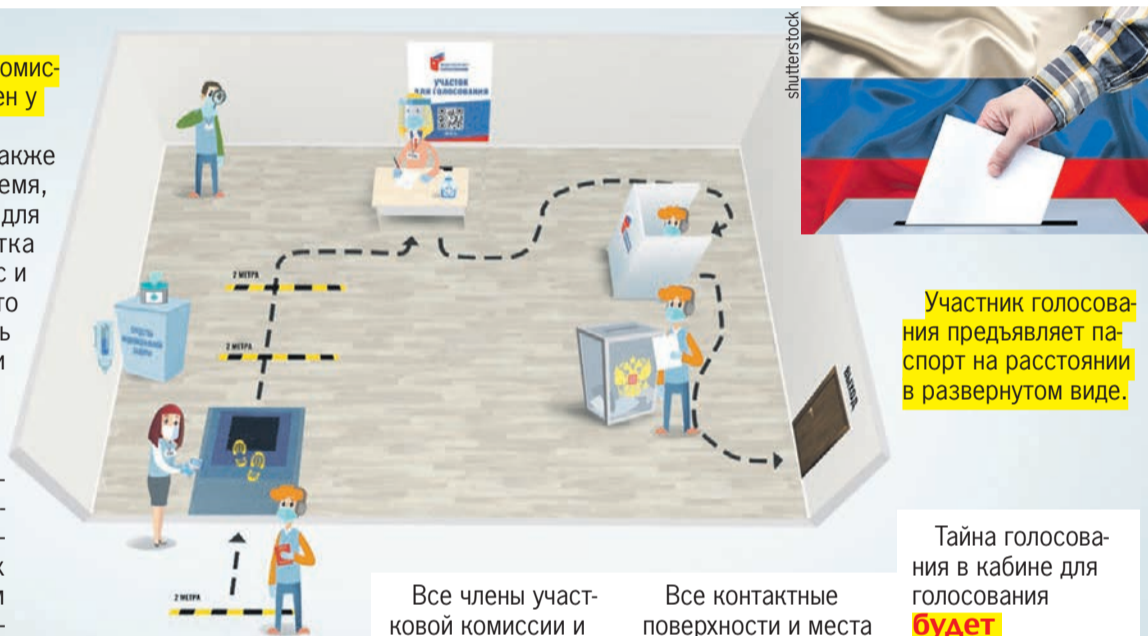 омис-
ен у
акже
емя,
для
тка
с и
то
ь
и
–
–
–
х
и
–
УЧАСТОК
ДЛЯ ГОЛОСОВАНИЯ
2 МЕТРА
2 МЕТРА
2 МЕТРА
ВЫХОД
shutterstock
Участник голосова-
ния предъявляет па-
спорт на расстоянии
в развернутом виде.
Все члены участ-
ковой комиссии и
Все контактные
поверхности и места
Тайна голосова-
ния в кабине для
голосования
будет